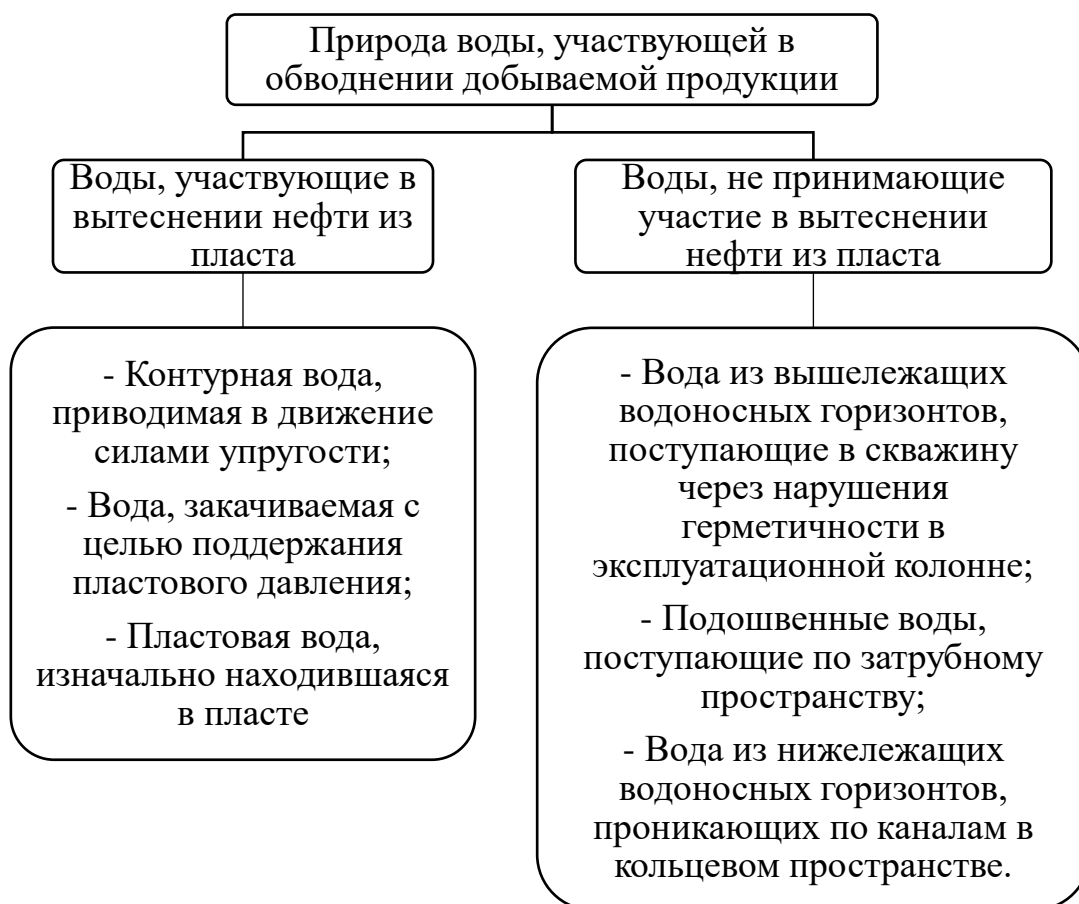 Природа воды, участвующей в
обводнении добываемой продукции
Воды, участвующие в
вытеснении нефти из
пласта
Воды, не принимающие
участие в вытеснении
нефти из пласта
- Контурная вода,
приводимая в движение
силами упругости;
- Вода, закачиваемая с
целью поддержания
пластового давления;
- Пластовая вода,
изначально находившаяся
в пласте
- Вода из вышележащих
водоносных горизонтов,
поступающие в скважину
через нарушения
герметичности в
эксплуатационной колонне;
- Подошвенные воды,
поступающие по затрубному
пространству;
- Вода из нижележащих
водоносных горизонтов,
проникающих по каналам в
кольцевом пространстве.